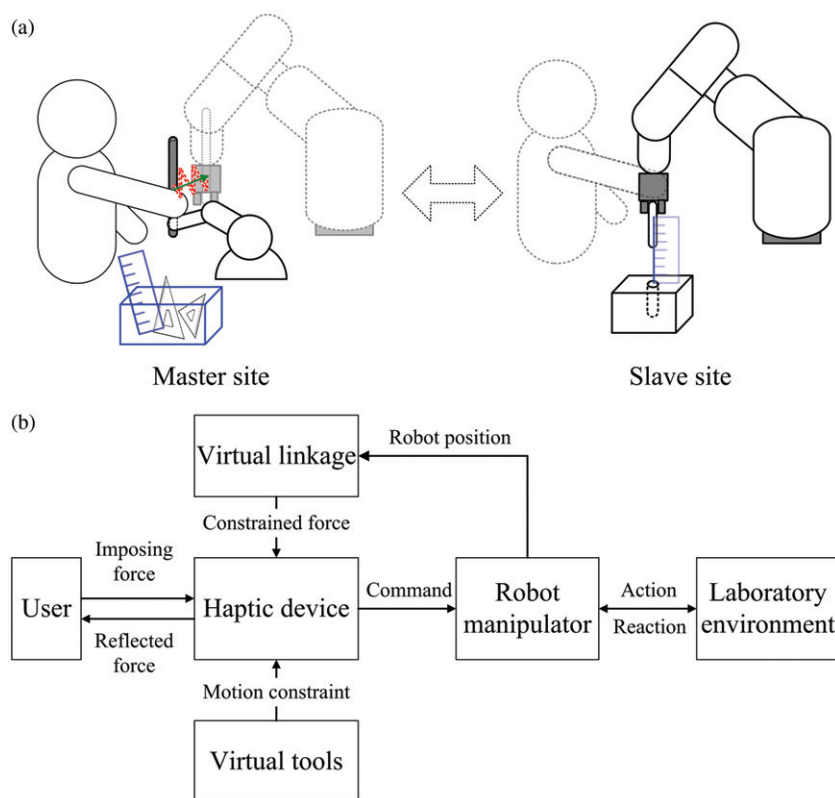 (a)
Master site
Slave site
(b)
Virtual linkage
Robot position
Constrained force
Imposing
force
User
Reflected
force
Haptic device
Command
Robot
manipulator
Action
Reaction
Laboratory
environment
Motion constraint
Virtual tools